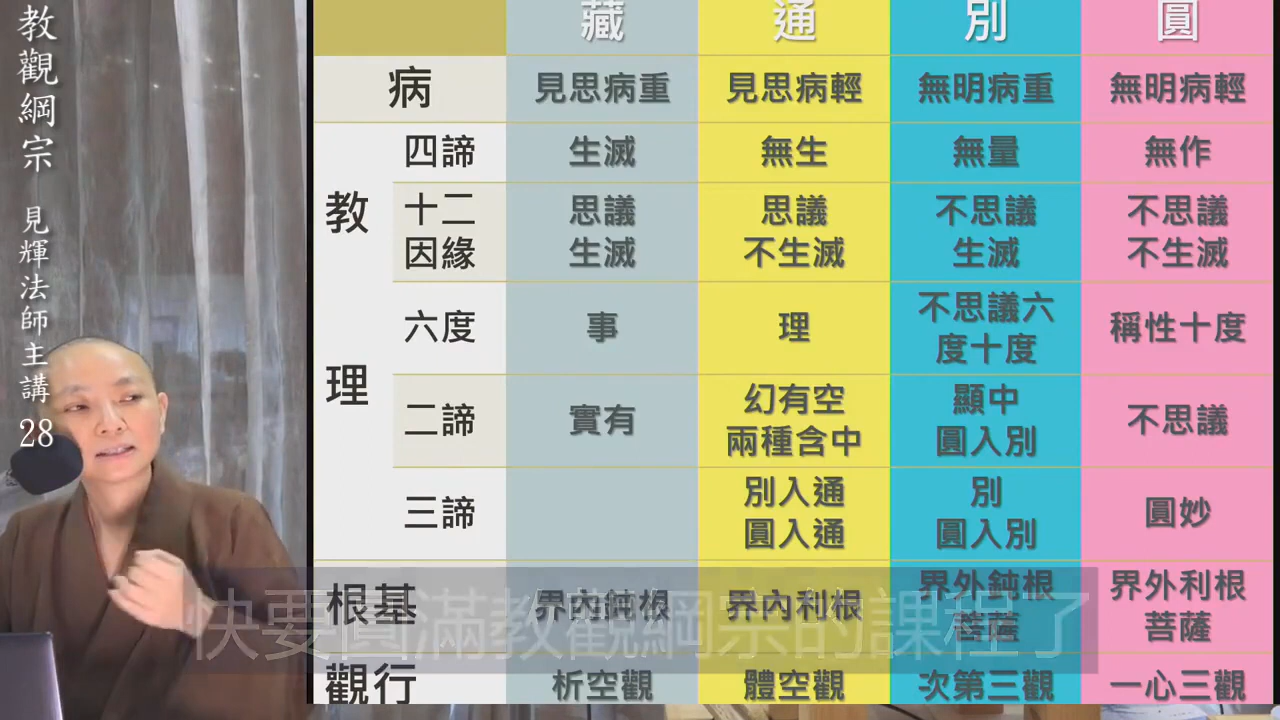 教觀綱宗 見輝法師主講 28
藏 通 別 圓
病 見思病重 見思病輕 無明病重 無明病輕
教理
四諦 生滅 無生 無量 無作
十二因緣 思議生滅 思議不生滅 不思議生滅 不思議不生滅
六度 事 理 不思議六度十度 稱性十度
二諦 實有 幻有空兩種含中 顯中圓入別 不思議
三諦 別入通圓入通 別圓入別 圓妙
根基 界內鈍根 界內利根 界外鈍根菩薩 界外利根菩薩
觀行 析空觀 體空觀 次第三觀 一心三觀
快要圓滿教觀綱宗的課程了